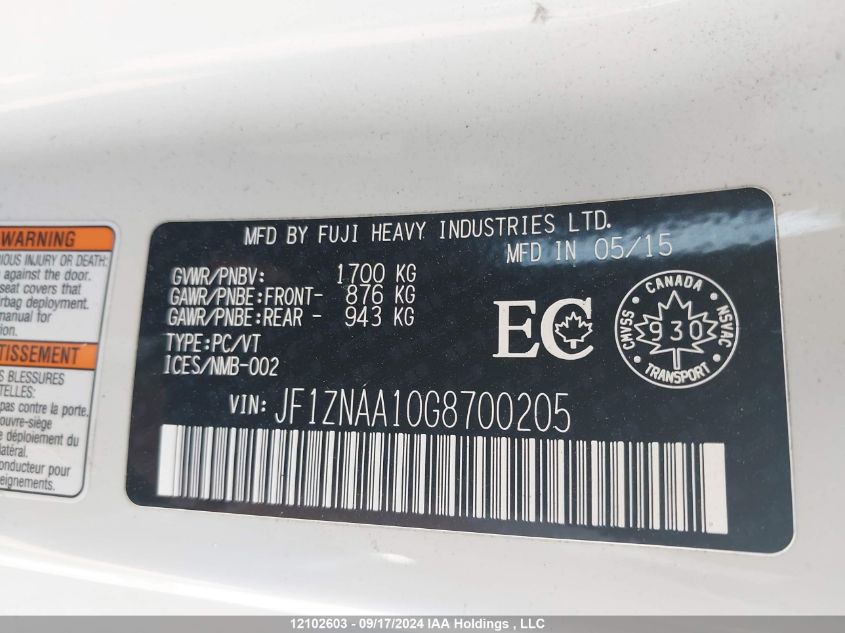 WARNING
RIOUS INJURY OR DEATH:
against the door.
seat covers that
rbag deployment.
manual for
ion.
TISSEMENT
S BLESSURES
TELLES:
pas contre la porte.
ouvre-siège
e déploiement du
atéral.
onducteur pour
eignements.
MFD BY FUJI HEAVY INDUSTRIES LTD.
MFD IN 05/15
GVWR/PNBV: 1700 KG
GAWR/PNBE:FRONT- 876 KG
GAWR/PNBE:REAR - 943 KG
TYPE:PC/VT
ICES/NMB-002
EC
CANADA
CMVSS 930 NSVAC
TRANSPORT
VIN: JF1ZNAA10G8700205
12102603 - 09/17/2024 IAA Holdings , LLC